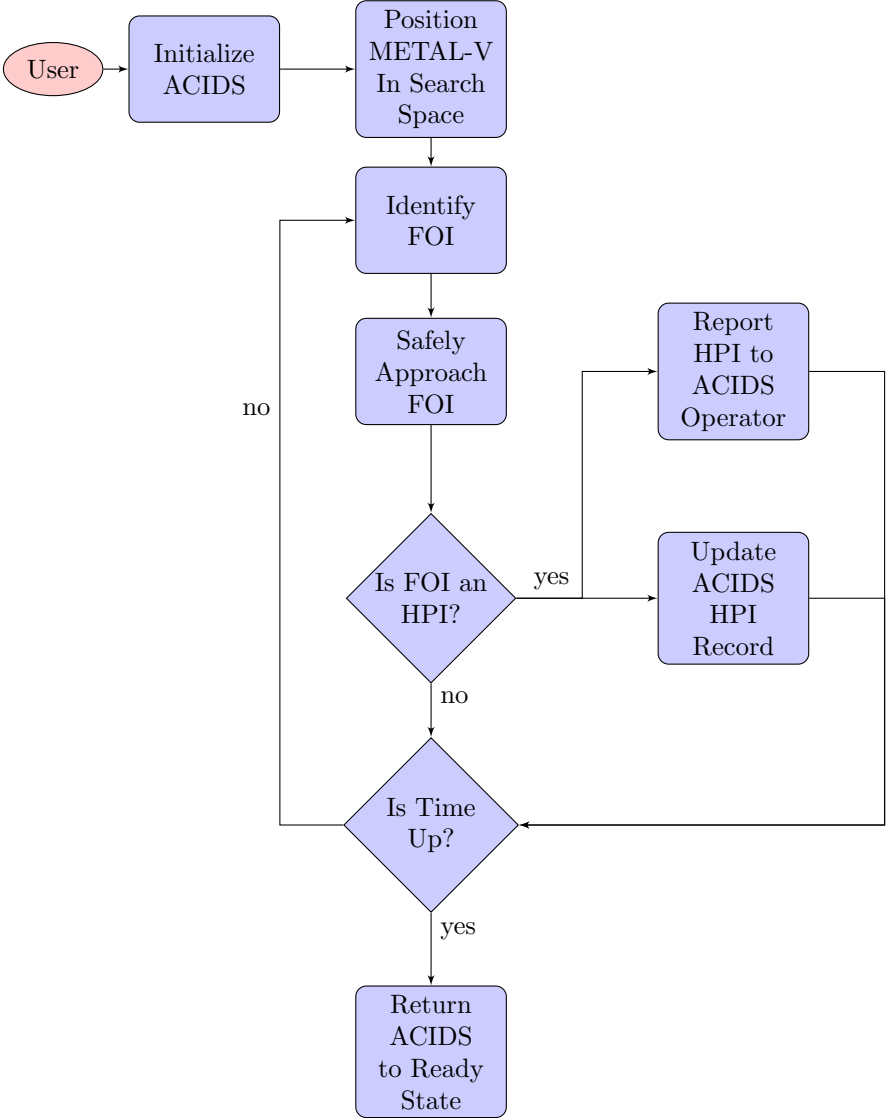 User
Initialize
ACIDS
Position
METAL-V
In Search
Space
Identify
FOI
Safely
Approach
FOI
Report
HPI to
ACIDS
Operator
no
Is FOI an
HPI?
yes
Update
ACIDS
HPI
Record
no
Is Time
Up?
yes
Return
ACIDS
to Ready
State